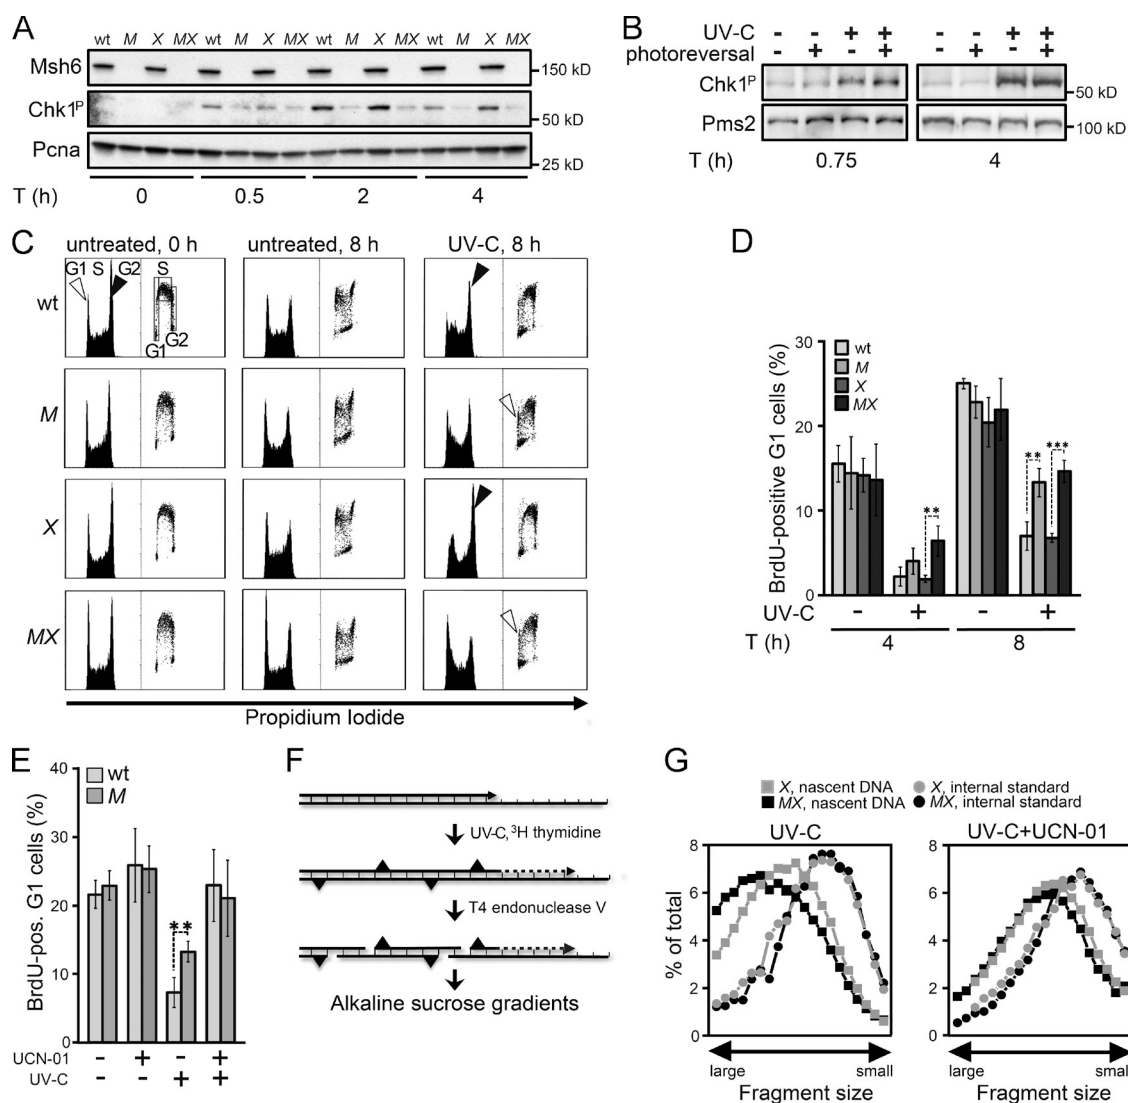 A
wt M X MX wt M X MX wt M X MX wt M X MX
Msh6
150 kD
Chk1P
50 kD
Pcna
25 kD
T (h) 0 0.5 2 4
B
UV-C - - + + - - + +
photoreversal - + - + - + - +
Chk1P
50 kD
Pms2
100 kD
T (h) 0.75 4
C
untreated, 0 h untreated, 8 h UV-C, 8 h
G1 S G2 S
wt
G1 G2
M
X
MX
Propidium Iodide
D
BrdU-positive G1 cells (%)
30
20
10
0
wt
M
X
MX
** ** ***
UV-C - + - +
T (h) 4 8
E
BrdU-pos. G1 cells (%)
40
30
20
10
0
wt
M
**
UCN-01 - + - +
UV-C - - + +
F
UV-C, 3H thymidine
T4 endonuclease V
Alkaline sucrose gradients
G
X, nascent DNA X, internal standard
MX, nascent DNA MX, internal standard
UV-C UV-C+UCN-01
% of total
8 8
6 6
4 4
2 2
0 0
large small large small
Fragment size Fragment size